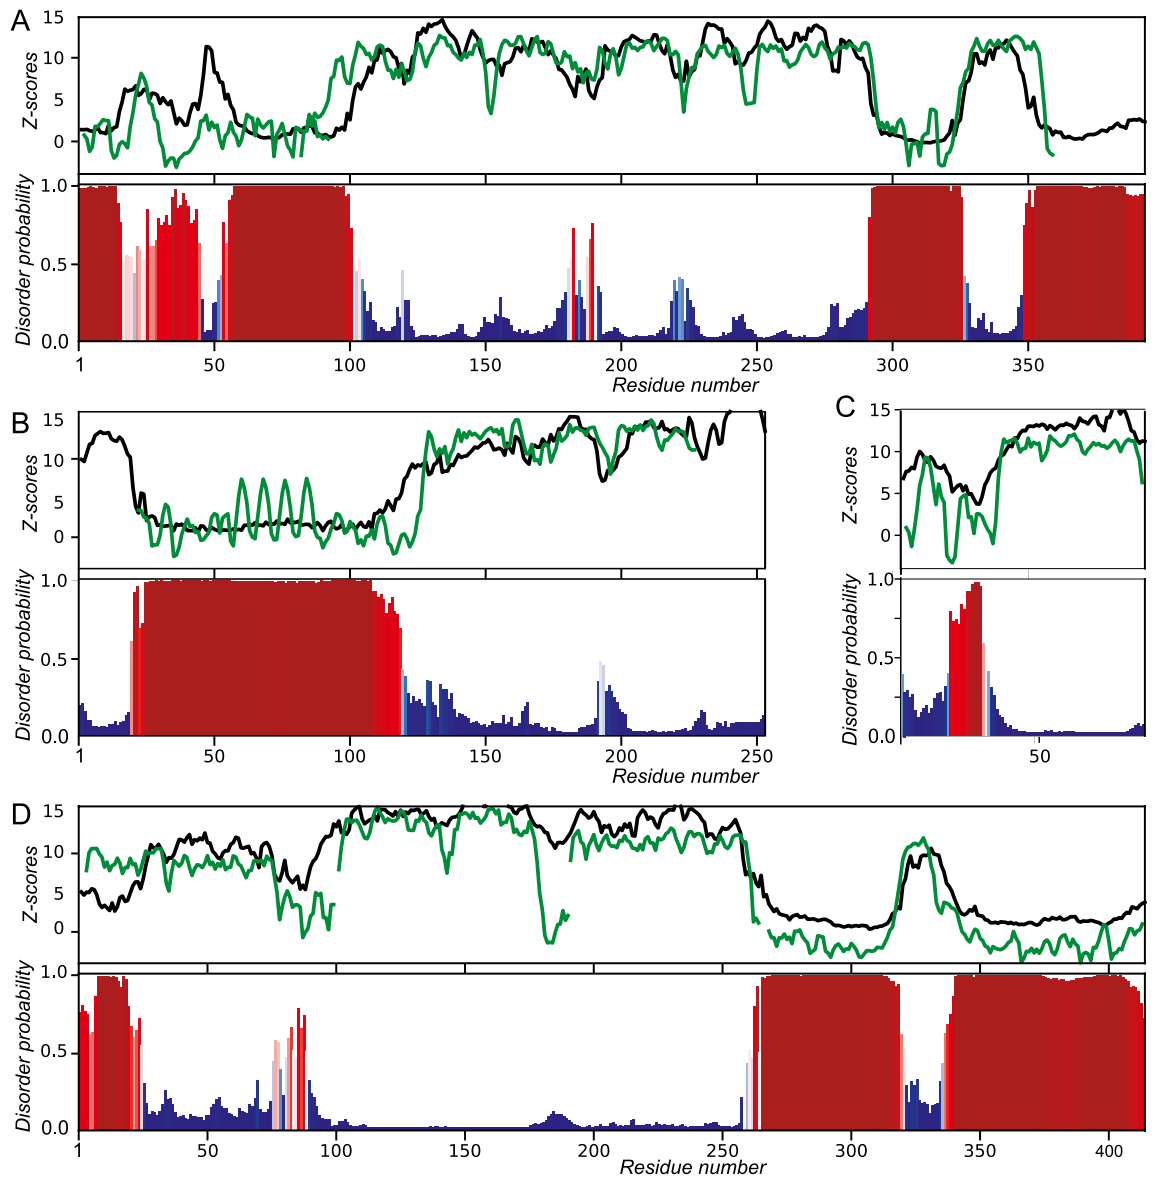 A
Z-scores
15
10
5
0
Disorder probability
1.0
0.5
0.0
1 50 100 150 200 250 300 350
Residue number
B
Z-scores
15
10
5
0
Disorder probability
1.0
0.5
0.0
1 50 100 150 200 250
Residue number
C
Z-scores
15
10
5
0
Disorder probability
1.0
0.5
0.0
50
D
Z-scores
15
10
5
0
Disorder probability
1.0
0.5
0.0
1 50 100 150 200 250 300 350 400
Residue number